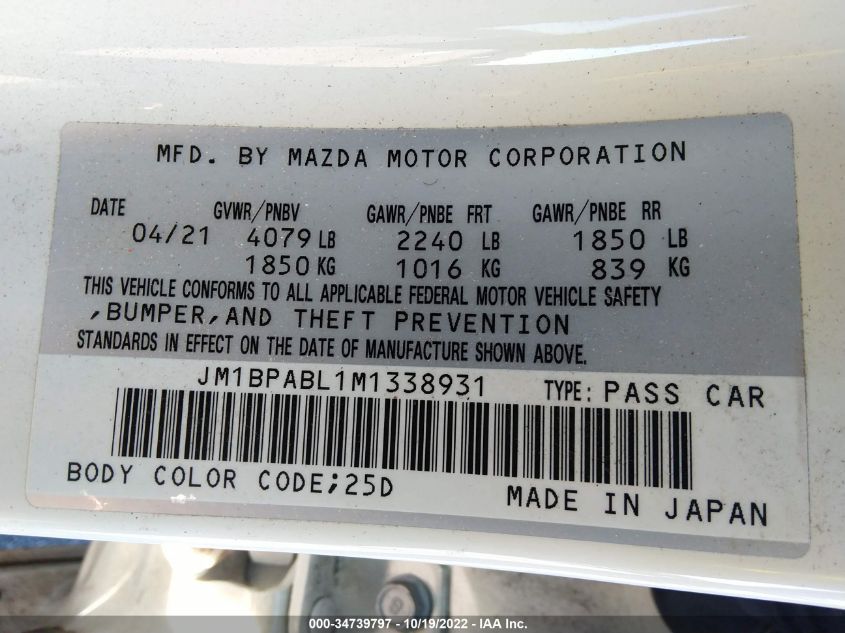 MFD. BY MAZDA MOTOR CORPORATION
DATE GVWR/PNBV GAWR/PNBE FRT GAWR/PNBE RR
04/21 4079 LB 2240 LB 1850 LB
1850 KG 1016 KG 839 KG
THIS VEHICLE CONFORMS TO ALL APPLICABLE FEDERAL MOTOR VEHICLE SAFETY
,BUMPER,AND THEFT PREVENTION
STANDARDS IN EFFECT ON THE DATE OF MANUFACTURE SHOWN ABOVE.
JM1BPABL1M1338931 TYPE: PASS CAR
BODY COLOR CODE;25D
MADE IN JAPAN
000-34739797 - 10/19/2022 - IAA Inc.